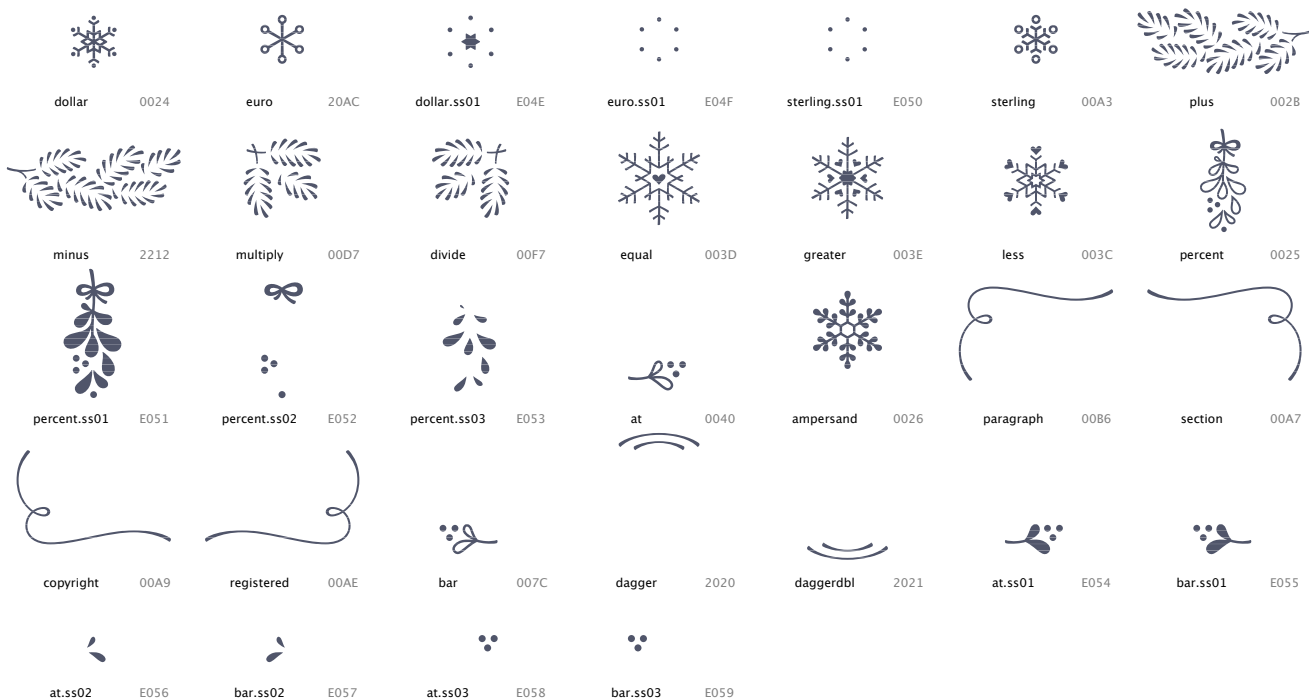 dollar 0024 euro 20AC dollar.ss01 E04E euro.ss01 E04F sterling.ss01 E050 sterling 00A3 plus 002B
minus 2212 multiply 00D7 divide 00F7 equal 003D greater 003E less 003C percent 0025
percent.ss01 E051 percent.ss02 E052 percent.ss03 E053 at 0040 ampersand 0026 paragraph 00B6 section 00A7
copyright 00A9 registered 00AE bar 007C dagger 2020 daggerdbl 2021 at.ss01 E054 bar.ss01 E055
at.ss02 E056 bar.ss02 E057 at.ss03 E058 bar.ss03 E059